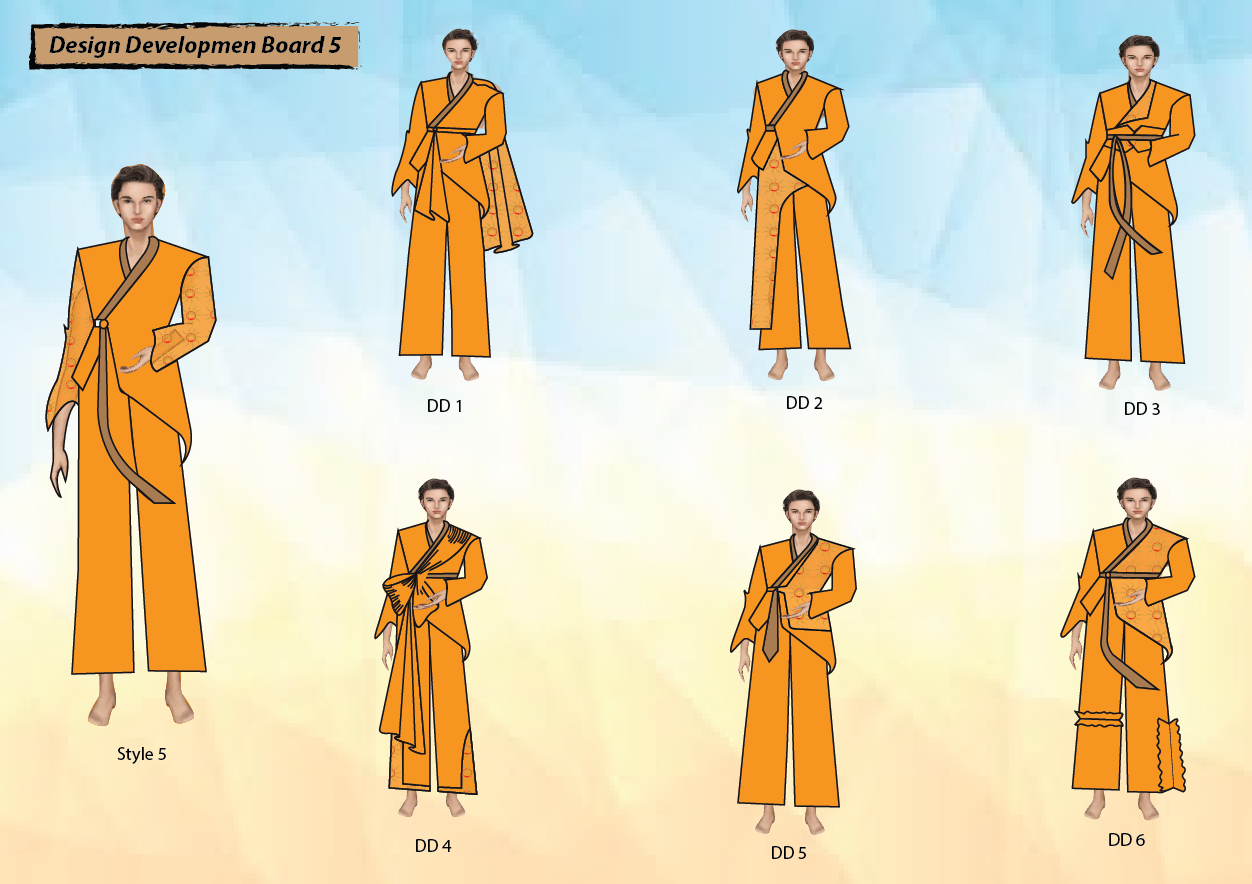 Design Developmen Board 5
DD 1
DD 2
DD 3
Style 5
DD 4
DD 5
DD 6